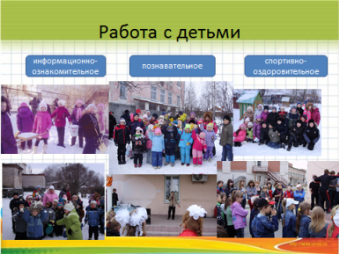 Работа с детьми
информационно-
ознакомительное
познавательное
спортивно-
оздоровительное